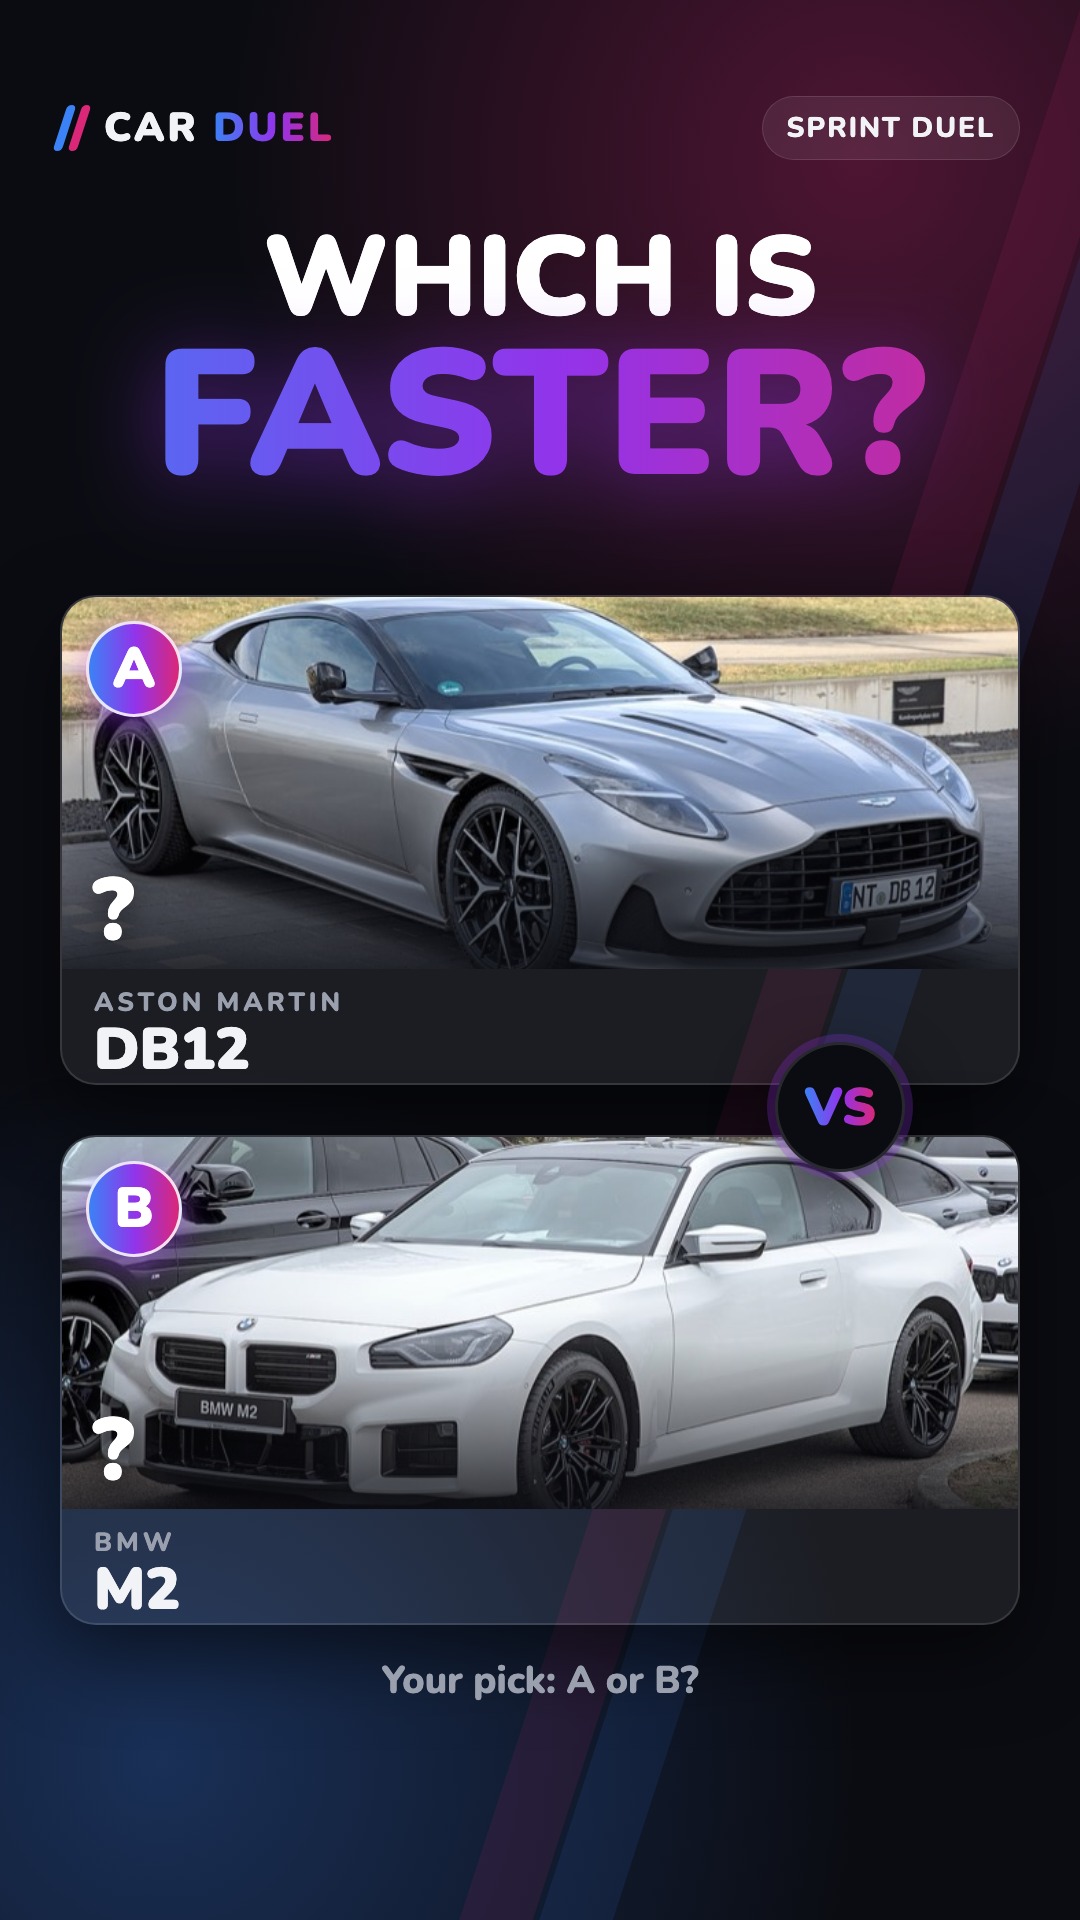 // CAR DUEL
SPRINT DUEL
WHICH IS
FASTER?
A
NT DB 12
?
ASTON MARTIN
DB12
VS
B
BMW M2
?
BMW
M2
Your pick: A or B?